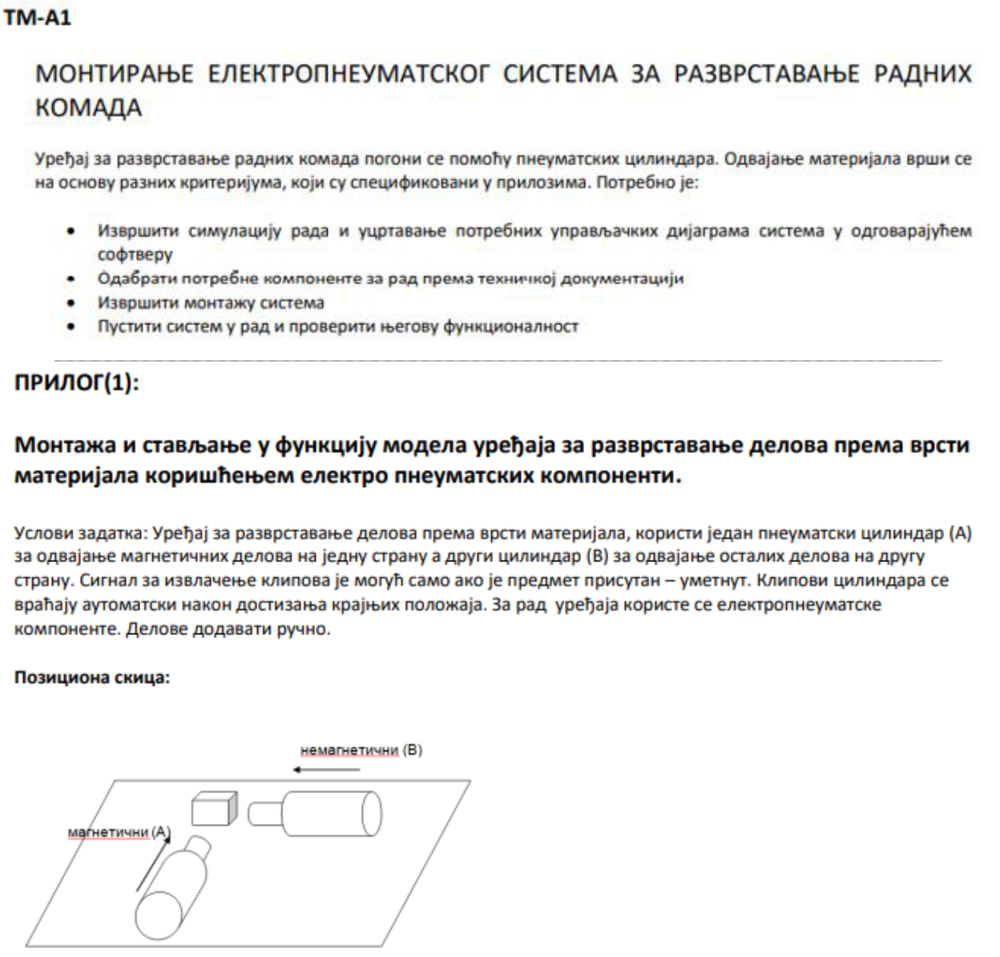 ТМ-А1
МОНТИРАЊЕ ЕЛЕКТРОПНЕУМАТСКОГ СИСТЕМА ЗА РАЗВРСТАВАЊЕ РАДНИХ
КОМАДА
Уређај за разврставање радних комада погони се помоћу пнеуматских цилиндара. Одвајање материјала врши се
на основу разних критеријума, који су спецификовани у прилозима. Потребно је:
• Извршити симулацију рада и уцртавање потребних управљачких дијаграма система у одговарајућем
софтверу
• Одабрати потребне компоненте за рад према техничкој документацији
• Извршити монтажу система
• Пустити систем у рад и проверити његову функционалност
ПРИЛОГ(1):
Монтажа и стављање у функцију модела уређаја за разврставање делова према врсти
материјала коришћењем електро пнеуматских компоненти.
Услови задатка: Уређај за разврставање делова према врсти материјала, користи један пнеуматски цилиндар (А)
за одвајање магнетичних делова на једну страну а други цилиндар (В) за одвајање осталих делова на другу
страну. Сигнал за извлачење клипова је могућ само ако је предмет присутан – уметнут. Клипови цилиндара се
враћају аутоматски након достизања крајњих положаја. За рад  уређаја користе се електропнеуматске
компоненте. Делове додавати ручно.
Позициона скица:
немагнетични (В)
магнетични (А)